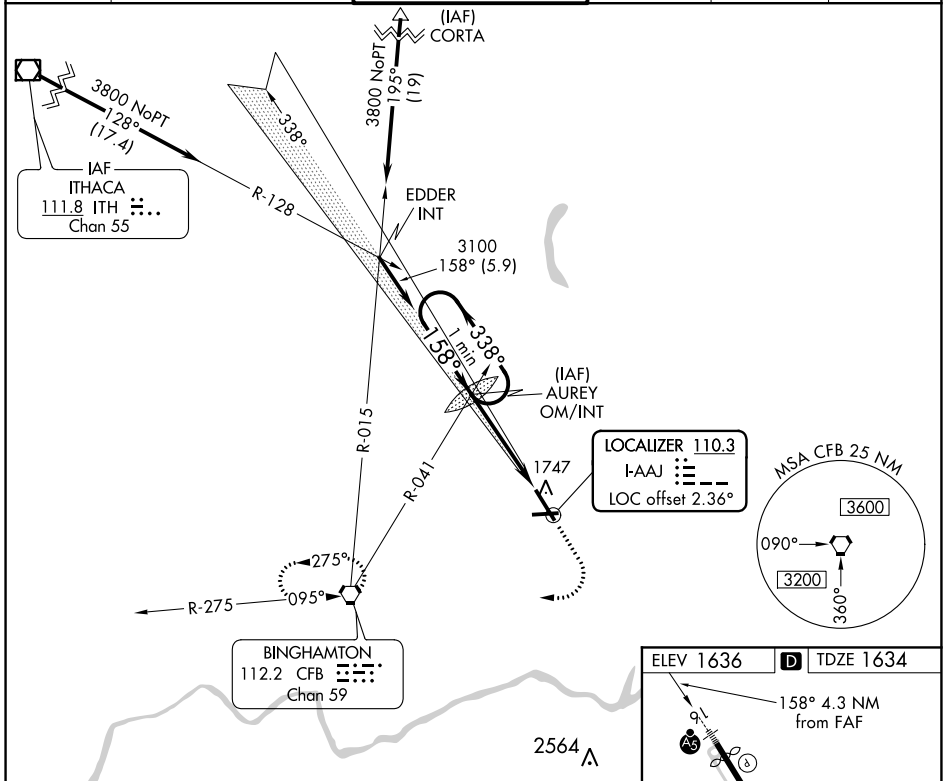 (IAF)
CORTA
3800 NoPT
195°
(19)
3800 NoPT
128°
(17.4)
338°
IAF
ITHACA
111.8 ITH
Chan 55
R-128
EDDER
INT
3100
158° (5.9)
1 min
338°
158°
(IAF)
AUREY
OM/INT
R-015
R-041
LOCALIZER 110.3
I-AAJ
LOC offset 2.36°
1747
MSA CFB 25 NM
3600
090°
3200
360°
275°
R-275
095°
BINGHAMTON
112.2 CFB
Chan 59
ELEV 1636
D
TDZE 1634
158° 4.3 NM
from FAF
16
A5
P
2564